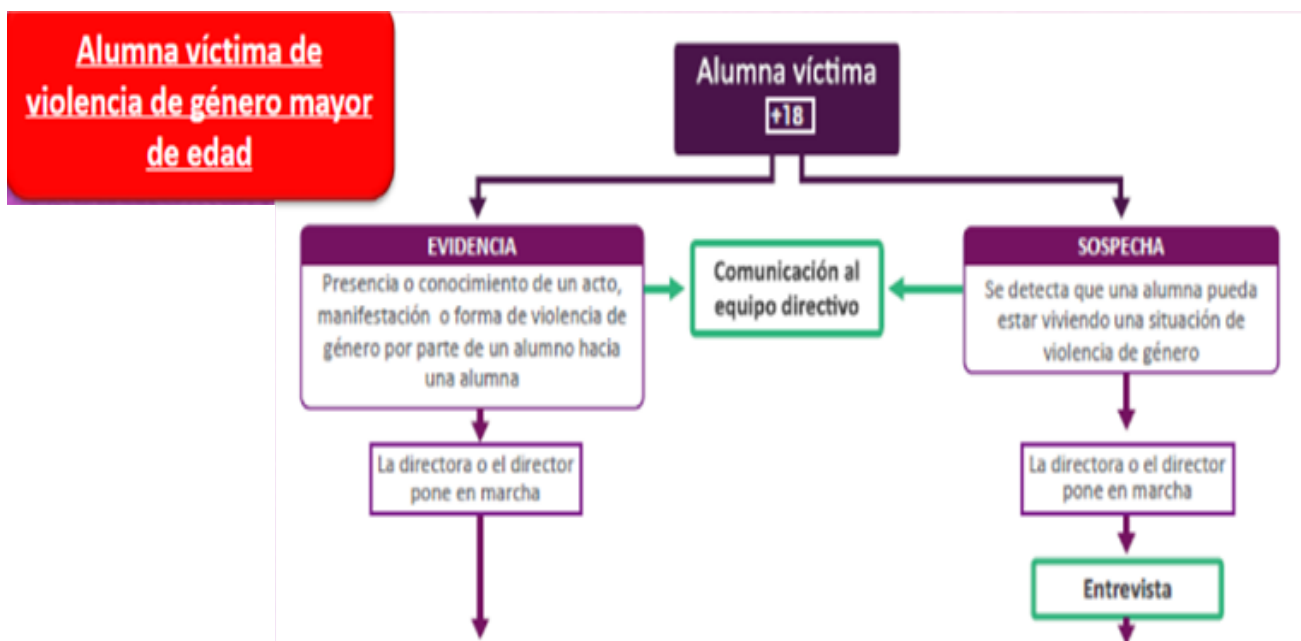 Alumna víctima de
violencia de género mayor
de edad
Alumna víctima
+18
EVIDENCIA
Presencia o conocimiento de un acto,
manifestación o forma de violencia de
género por parte de un alumno hacia
una alumna
Comunicación al
equipo directivo
SOSPECHA
Se detecta que una alumna pueda
estar viviendo una situación de
violencia de género
La directora o el director
pone en marcha
La directora o el director
pone en marcha
Entrevista